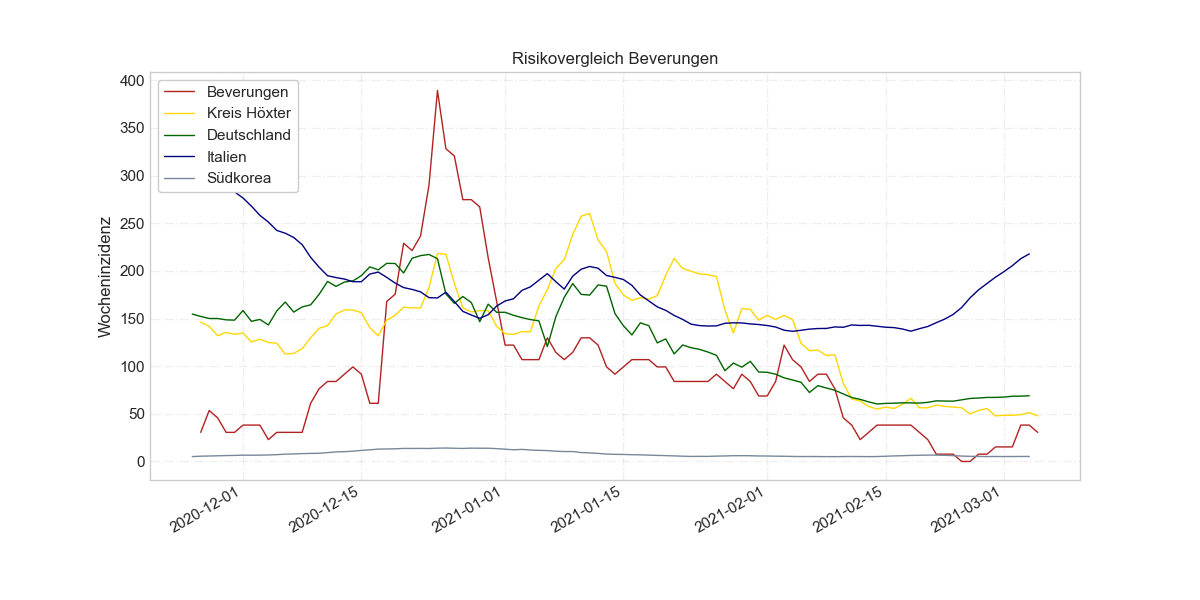 Risikovergleich Beverungen
Wocheninzidenz
400
350
300
250
200
150
100
50
0
Beverungen
Kreis Höxter
Deutschland
Italien
Südkorea
2020-12-01
2020-12-15
2021-01-01
2021-01-15
2021-02-01
2021-02-15
2021-03-01